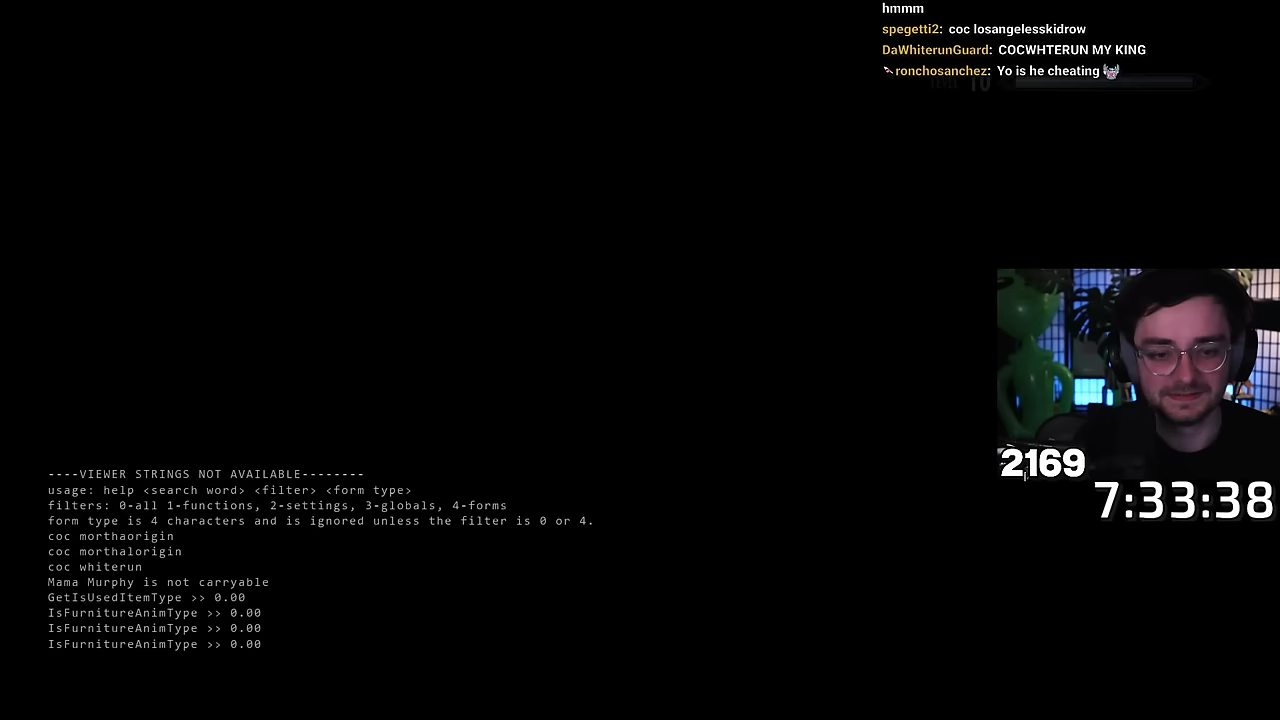 hmmm
spegetti2: coc losangelesskidrow
DaWhiterunGuard: COCWHTERUN MY KING
ronchosanchez: Yo is he cheating
10
----VIEWER STRINGS NOT AVAILABLE--------
usage: help <search word> <filter> <form type>
filters: 0-all 1-functions, 2-settings, 3-globals, 4-forms
form type is 4 characters and is ignored unless the filter is 0 or 4.
coc morthaorigin
coc morthalorigin
coc whiterun
Mama Murphy is not carryable
GetIsUsedItemType >> 0.00
IsFurnitureAnimType >> 0.00
IsFurnitureAnimType >> 0.00
IsFurnitureAnimType >> 0.00
2169
7:33:38